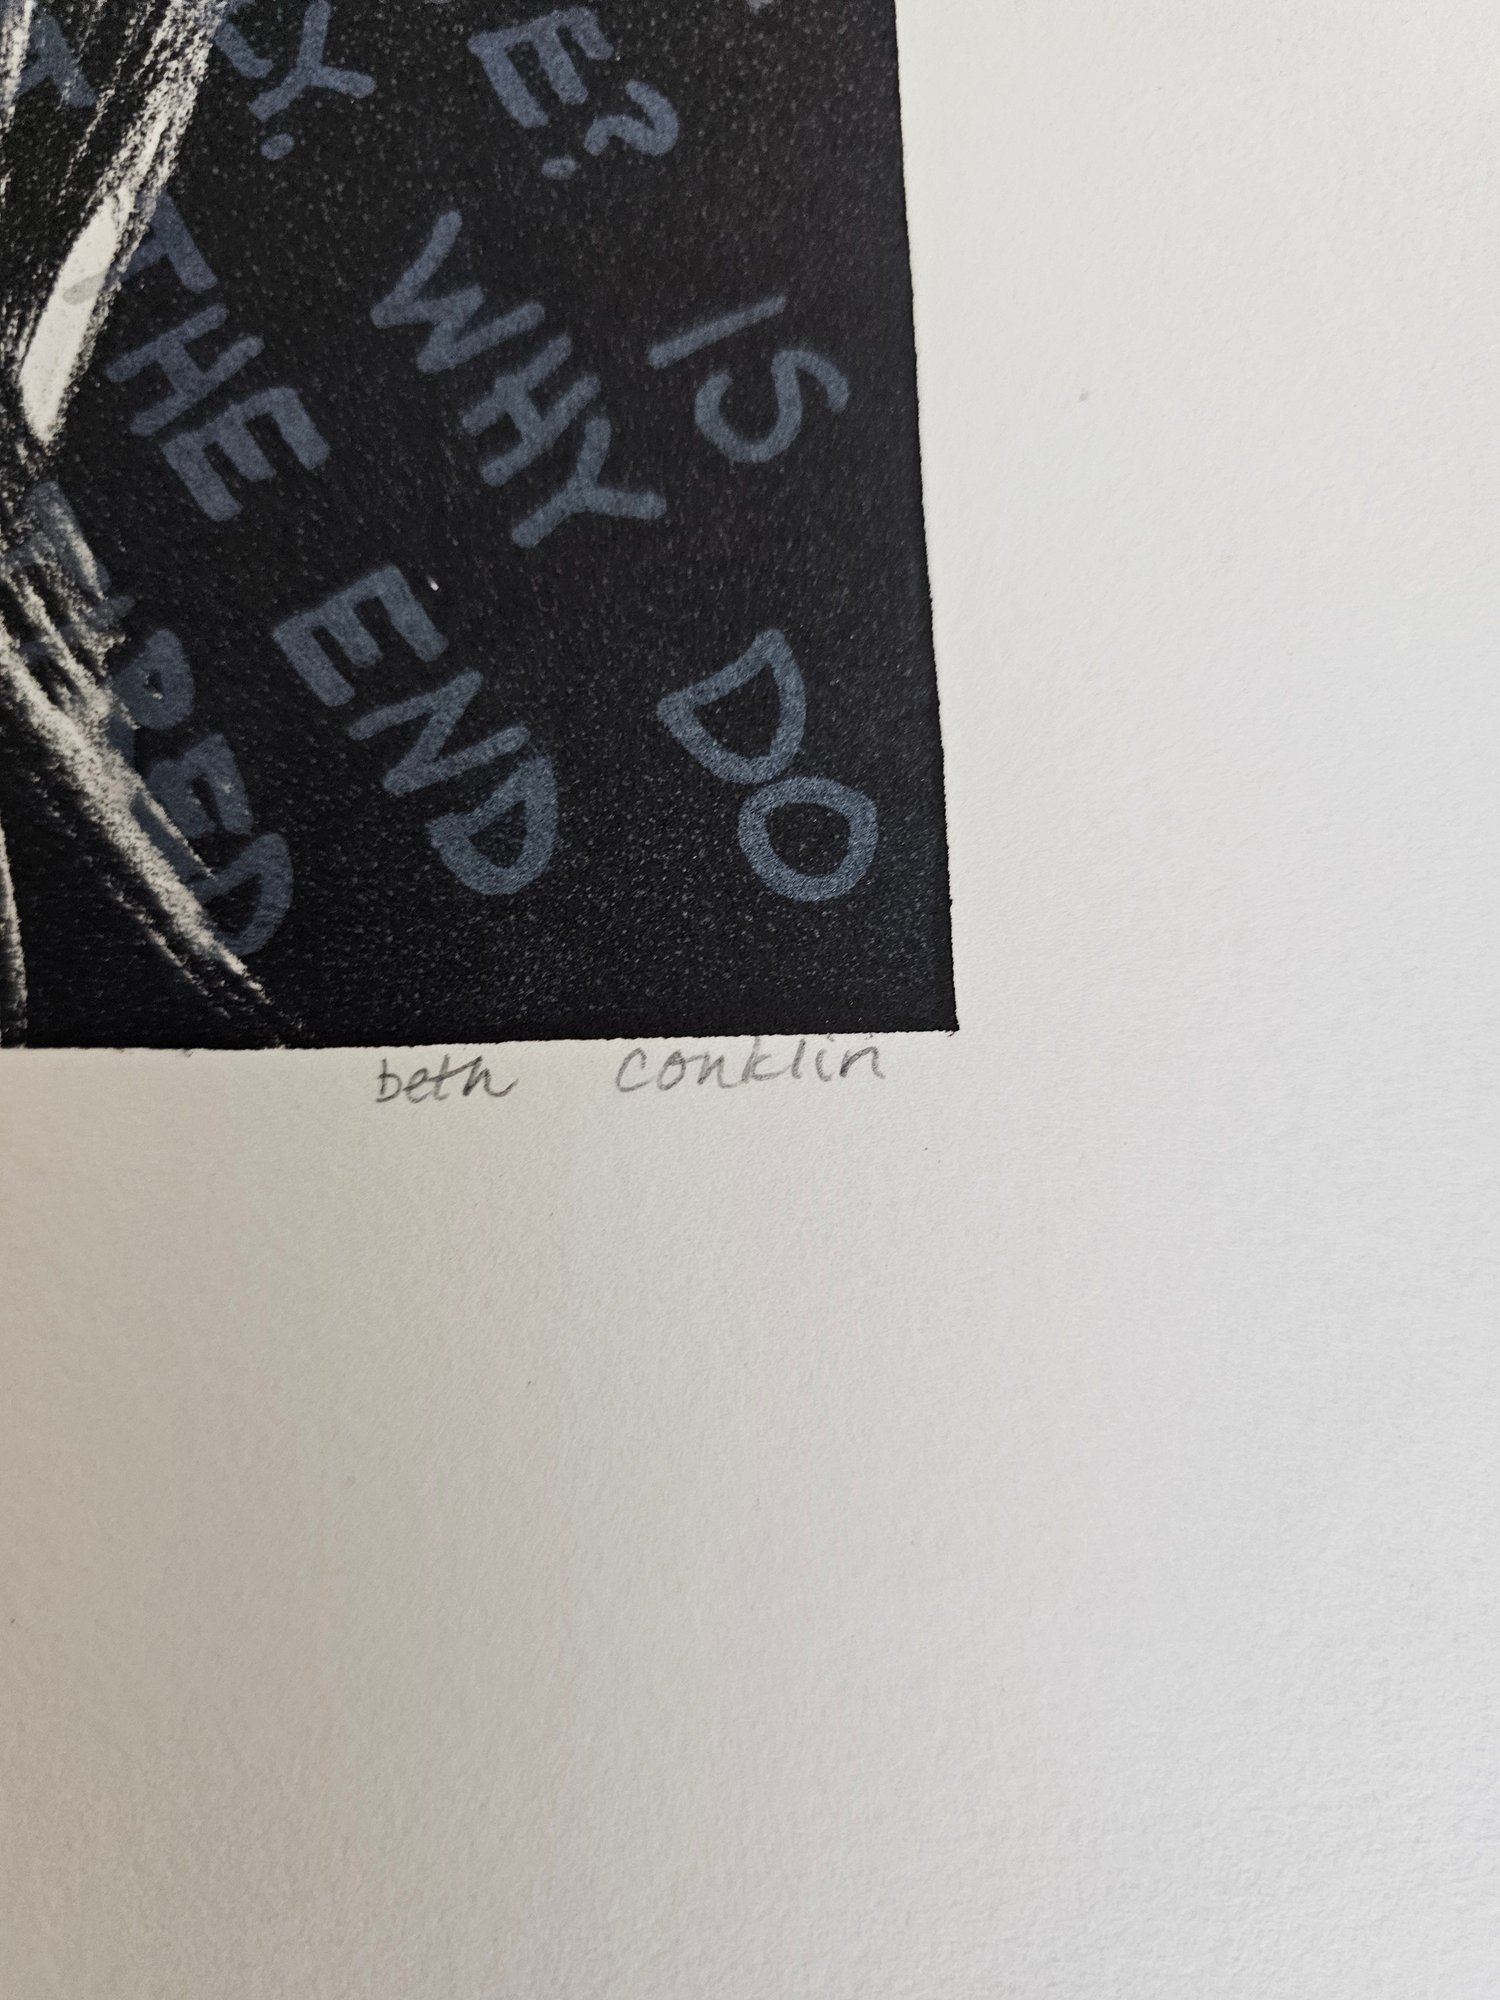 Y.
E?
IS
WHY
THE
DO
END
beth conklin